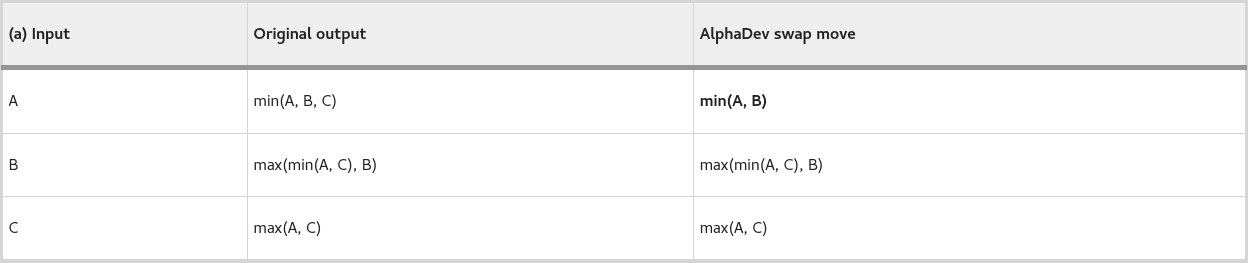 (a) Input Original output AlphaDev swap move
A min(A, B, C) min(A, B)
B max(min(A, C), B) max(min(A, C), B)
C max(A, C) max(A, C)